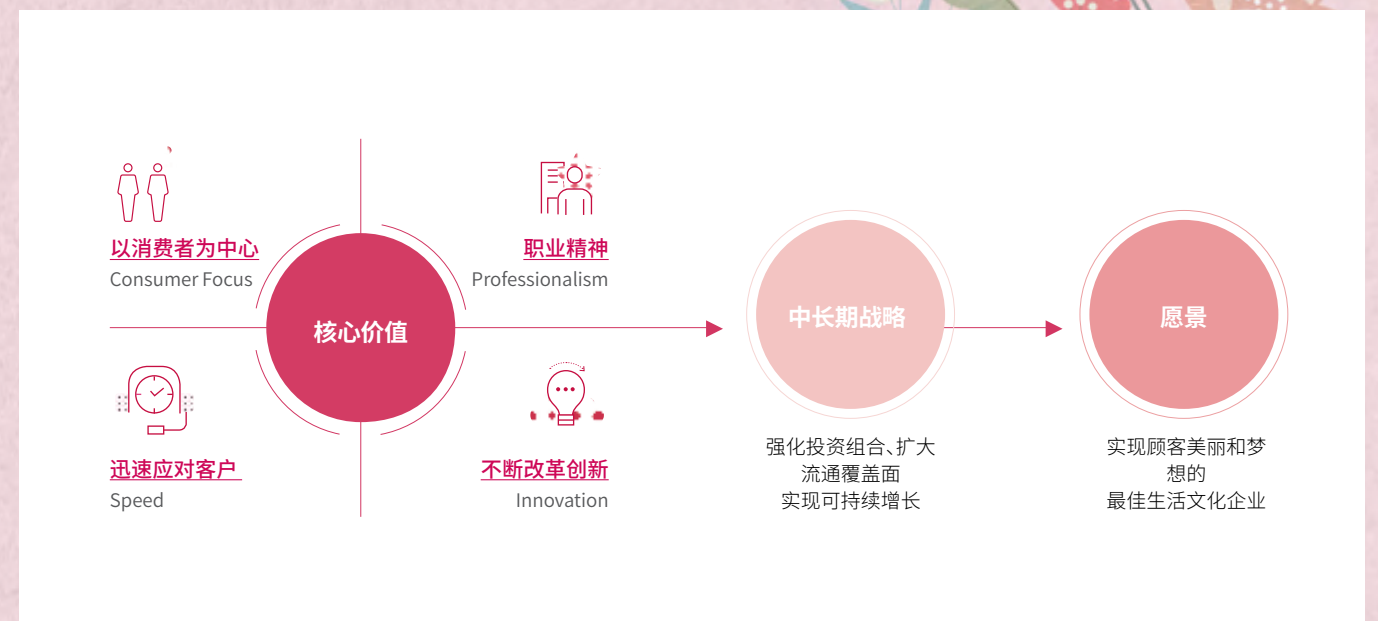 以消费者为中心
Consumer Focus
职业精神
Professionalism
核心价值
迅速应对客户
Speed
不断改革创新
Innovation
中长期战略
强化投资组合、扩大
流通覆盖面
实现可持续增长
愿景
实现顾客美丽和梦
想的
最佳生活文化企业